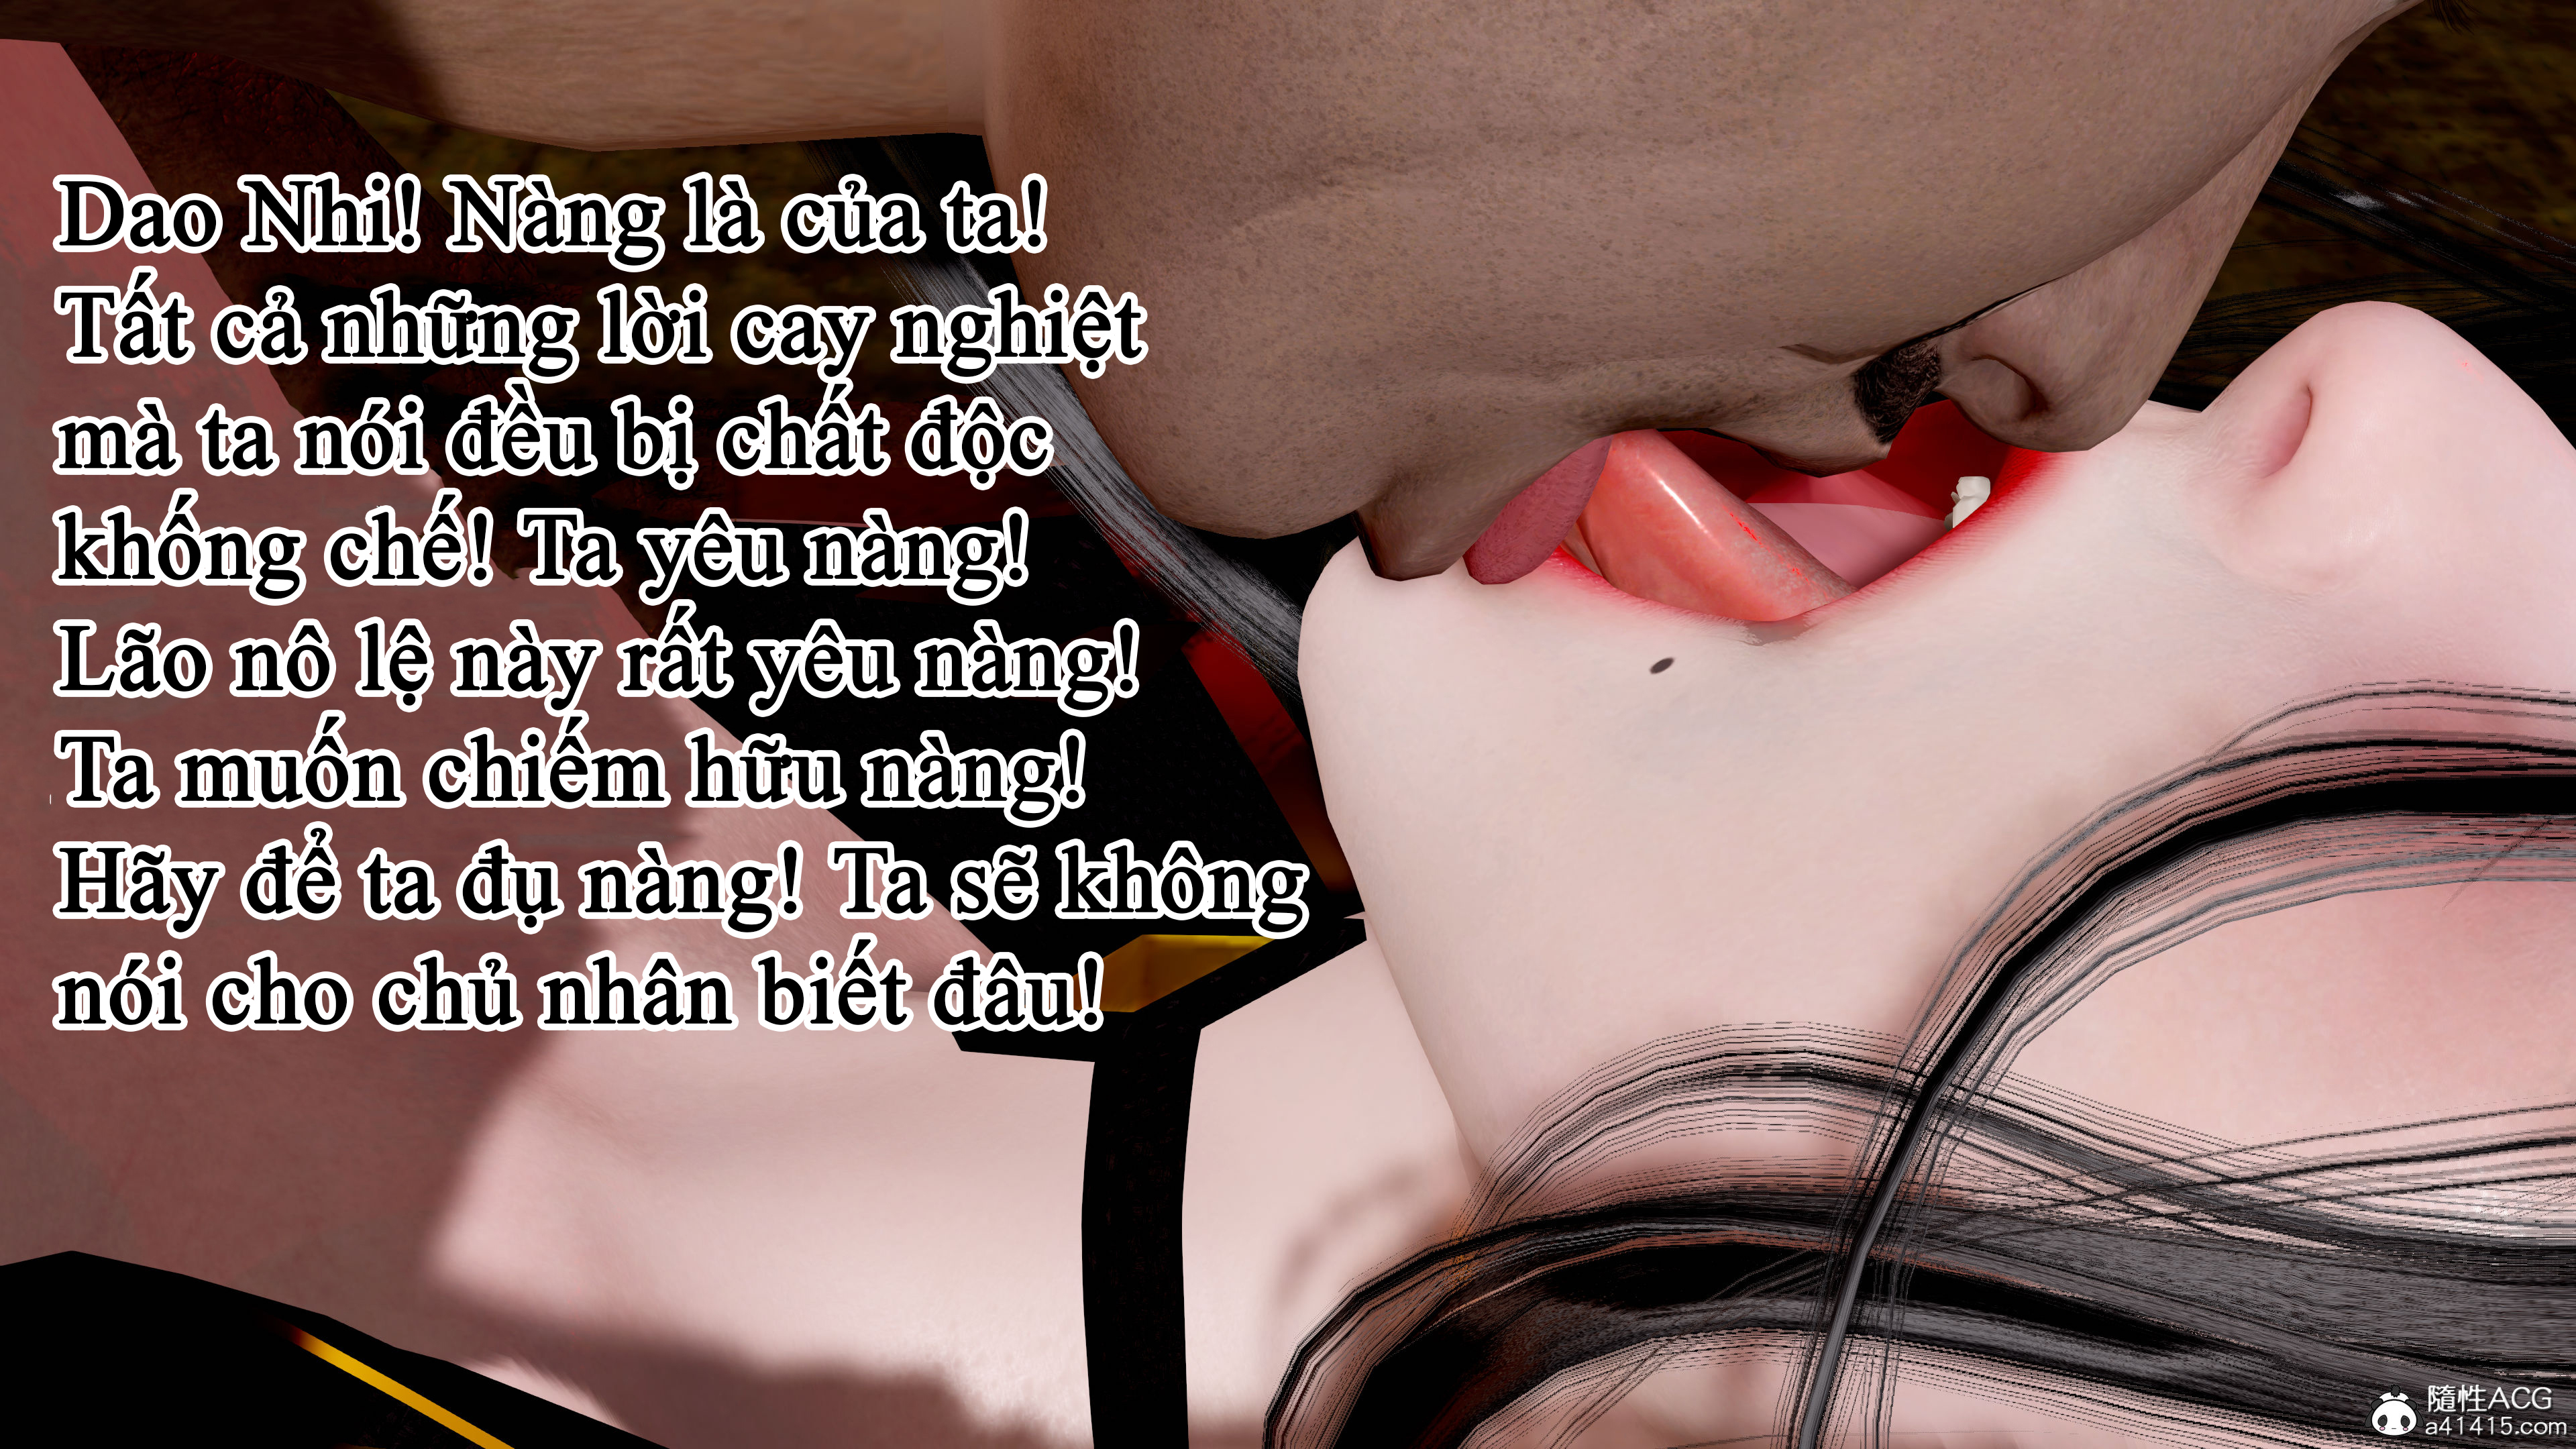 Dao Nhi! Nàng là của ta!
Tất cả những lời cay nghiệt
mà ta nói đều bị chất độc
khống chế! Ta yêu nàng!
Lão nô lệ này rất yêu nàng!
Ta muốn chiếm hữu nàng!
Hãy để ta đụ nàng! Ta sẽ không
nói cho chủ nhân biết đâu!
隨性ACG
a41415.com